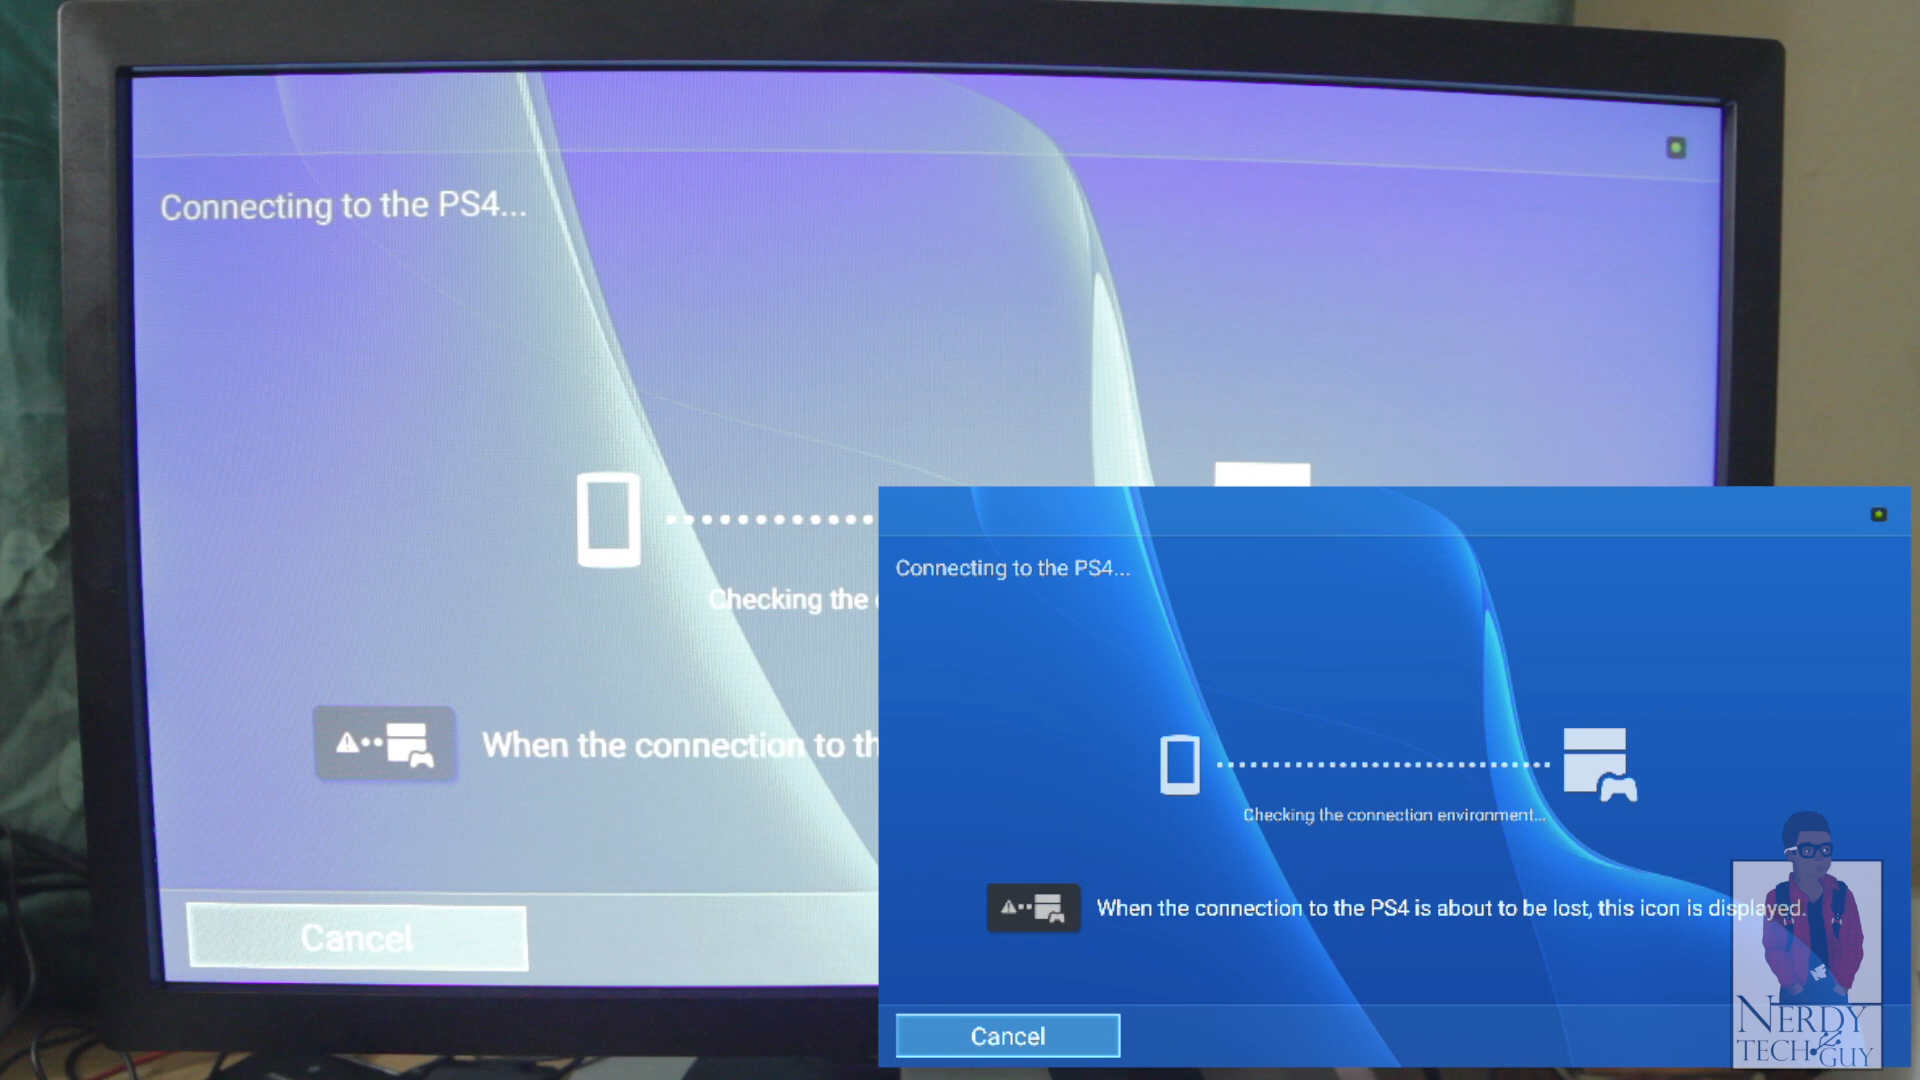 Connecting to the PS4...
Checking the
When the connection to th
Cancel
Connecting to the PS4...
Checking the connection environment...
When the connection to the PS4 is about to be lost, this icon is displayed.
Cancel
NF
NERDY
TECH GUY